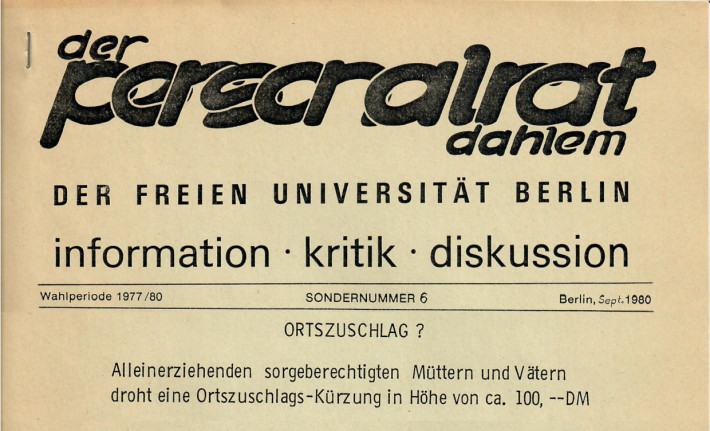 der
personalrat
dahlem
DER FREIEN UNIVERSITÄT BERLIN
information · kritik · diskussion
Wahlperiode 1977/80 SONDERNUMMER 6 Berlin, Sept. 1980
ORTSZUSCHLAG ?
Alleinerziehenden sorgeberechtigten Müttern und Vätern
droht eine Ortszuschlags-Kürzung in Höhe von ca. 100, --DM